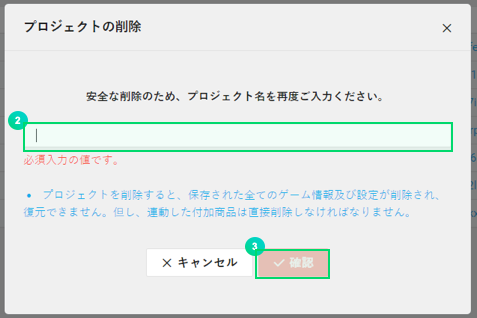 プロジェクトの削除
安全な削除のため、プロジェクト名を再度ご入力ください。
2
必須入力の値です。
• プロジェクトを削除すると、保存された全てのゲーム情報及び設定が削除され、
復元できません。但し、運動した付加商品は直接削除しなければなりません。
3
キャンセル 確認